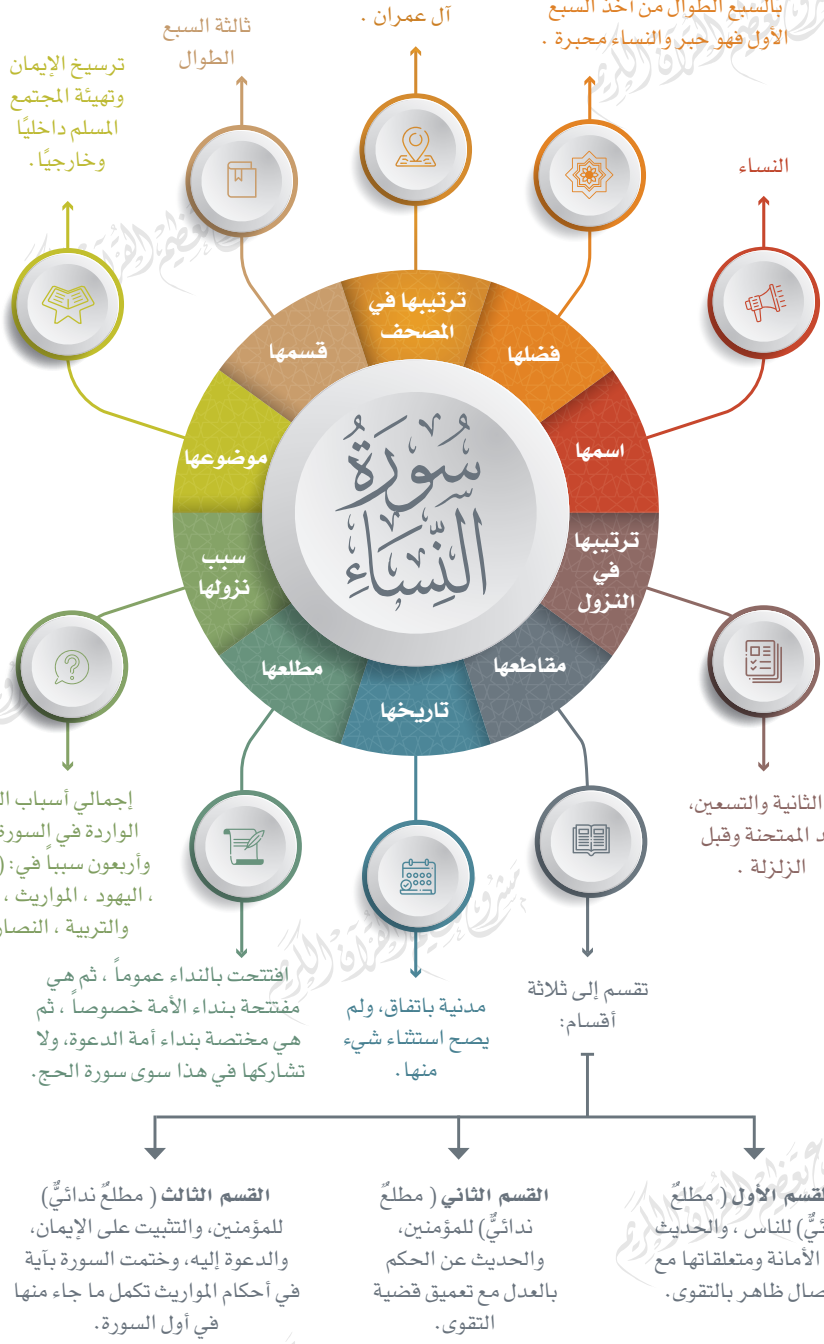 بالسبع الطوال من أخذ السبع
الأول فهو حبر والنساء محبرة .
آل عمران .
ثالثة السبع
الطوال
ترسيخ الإيمان
وتهيئة المجتمع
المسلم داخليًا
وخارجيًا.
النساء
ترتيبها في
المصحف
فضلها
قسمها
اسمها
موضوعها
سُورَةُ
النِّسَاءِ
ترتيبها
في
النزول
سبب
نزولها
مقاطعها
مطلعها
تاريخها
الثانية والتسعين،
الممتحنة وقبل
الزلزلة .
إجمالي أسباب
الواردة في السورة
وأربعون سبباً في: (
، اليهود ، المواريث ،
والتربية ،
تقسم إلى ثلاثة
أقسام:
مدنية باتفاق، ولم
يصح استثناء شيء
منها.
افتتحت بالنداء عموماً ، ثم هي
مفتتحة بنداء الأمة خصوصاً ، ثم
هي مختصة بنداء أمة الدعوة، ولا
تشاركها في هذا سوى سورة الحج.
الأول ( مطلعٌ
للناس ، والحديث
الأمانة ومتعلقاتها مع
ظاهر بالتقوى.
القسم الثاني ( مطلعٌ
ندائيٌّ) للمؤمنين،
والحديث عن الحكم
بالعدل مع تعميق قضية
التقوى.
القسم الثالث ( مطلعٌ ندائيٌّ)
للمؤمنين، والتثبيت على الإيمان،
والدعوة إليه، وختمت السورة بآية
في أحكام المواريث تكمل ما جاء منها
في أول السورة.